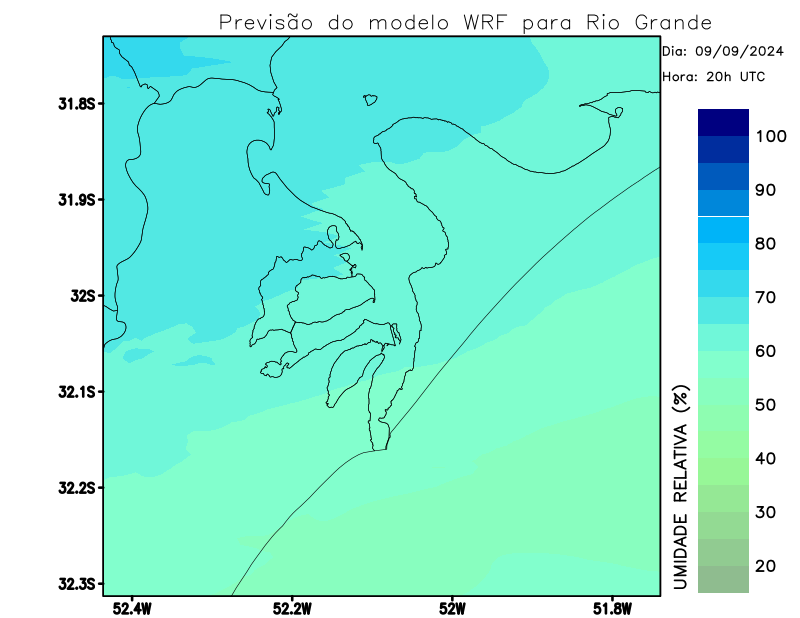 Previsão do modelo WRF para Rio Grande
Dia: 09/09/2024
Hora: 20h UTC
31.8S
31.9S
32S
32.1S
32.2S
32.3S
52.4W
52.2W
52W
51.8W
UMIDADE RELATIVA (%)
100
90
80
70
60
50
40
30
20